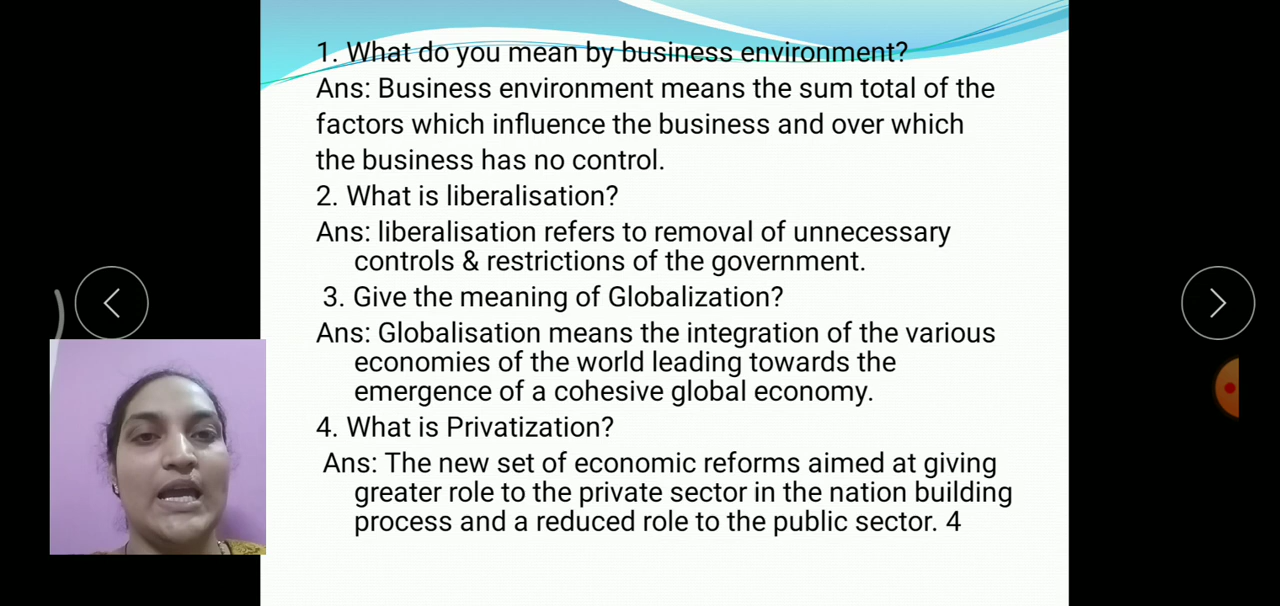 1. What do you mean by business environment?
Ans: Business environment means the sum total of the
factors which influence the business and over which
the business has no control.
2. What is liberalisation?
Ans: liberalisation refers to removal of unnecessary
controls & restrictions of the government.
3. Give the meaning of Globalization?
Ans: Globalisation means the integration of the various
economies of the world leading towards the
emergence of a cohesive global economy.
4. What is Privatization?
Ans: The new set of economic reforms aimed at giving
greater role to the private sector in the nation building
process and a reduced role to the public sector. 4